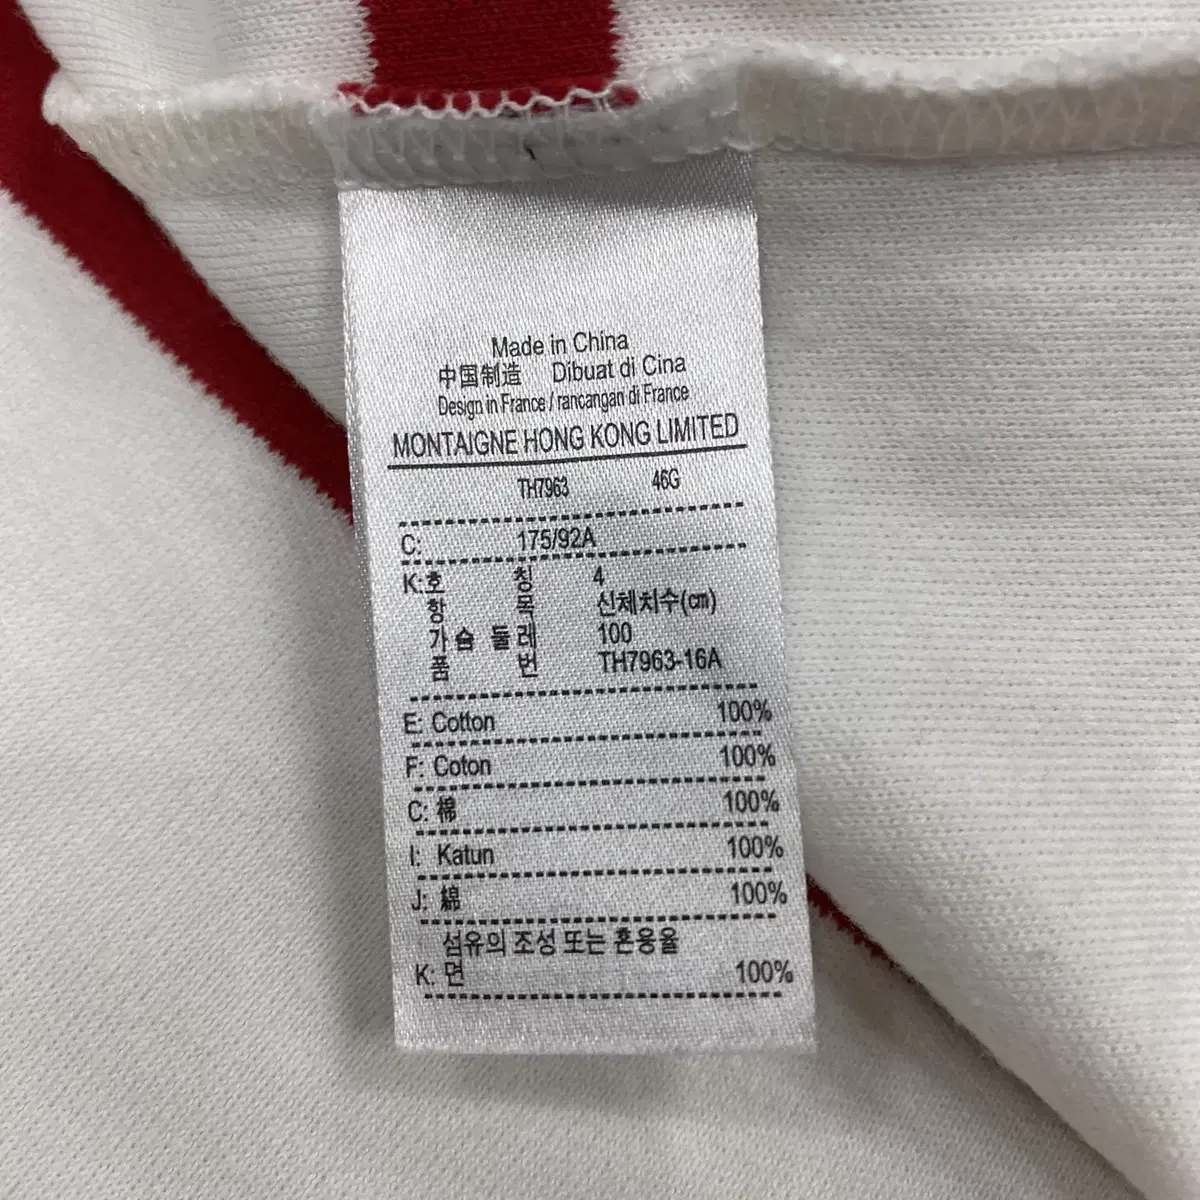 Made in China
中国制造 Dibuat di Cina
Design in France / rancangan di France
MONTAIGNE HONG KONG LIMITED
TH7963 46G
C: 175/92A
K: 호 칭 4
항 목 신체치수(cm)
가슴 둘레 100
품 번 TH7963-16A
E: Cotton 100%
F: Coton 100%
C: 棉 100%
I: Katun 100%
J: 綿 100%
섬유의 조성 또는 혼용율
K: 면 100%